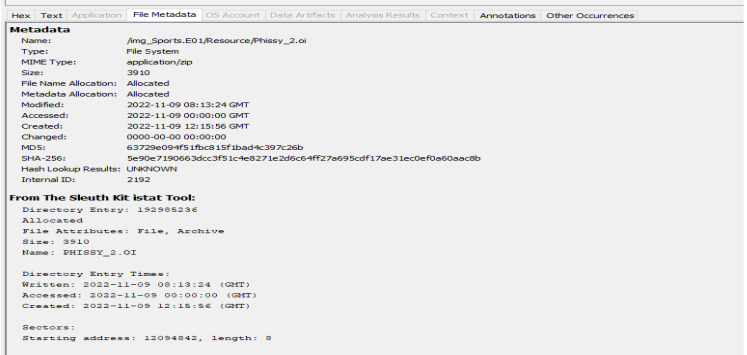 Hex Text Application File Metadata OS Account Data Artifacts Analysis Results Context Annotations Other Occurrences
Metadata
Name: /img_Sports.E01/Resource/Phissy_2.oi
Type: File System
MIME Type: application/zip
Size: 3910
File Name Allocation: Allocated
Metadata Allocation: Allocated
Modified: 2022-11-09 08:13:24 GMT
Accessed: 2022-11-09 00:00:00 GMT
Created: 2022-11-09 12:15:56 GMT
Changed: 0000-00-00 00:00:00
MD5: 63729e094f51fbc815f1bad4c397c26b
SHA-256: 5e90e7190663dcc3f51c4e8271e2d6c64ff27a695cdf17ae31ec0ef0a60aac8b
Hash Lookup Results: UNKNOWN
Internal ID: 2192
From The Sleuth Kit istat Tool:
Directory Entry: 192985236
Allocated
File Attributes: File, Archive
Size: 3910
Name: PHISSY_2.OI
Directory Entry Times:
Written: 2022-11-09 08:13:24 (GMT)
Accessed: 2022-11-09 00:00:00 (GMT)
Created: 2022-11-09 12:15:56 (GMT)
Sectors:
Starting address: 12094842, length: 8